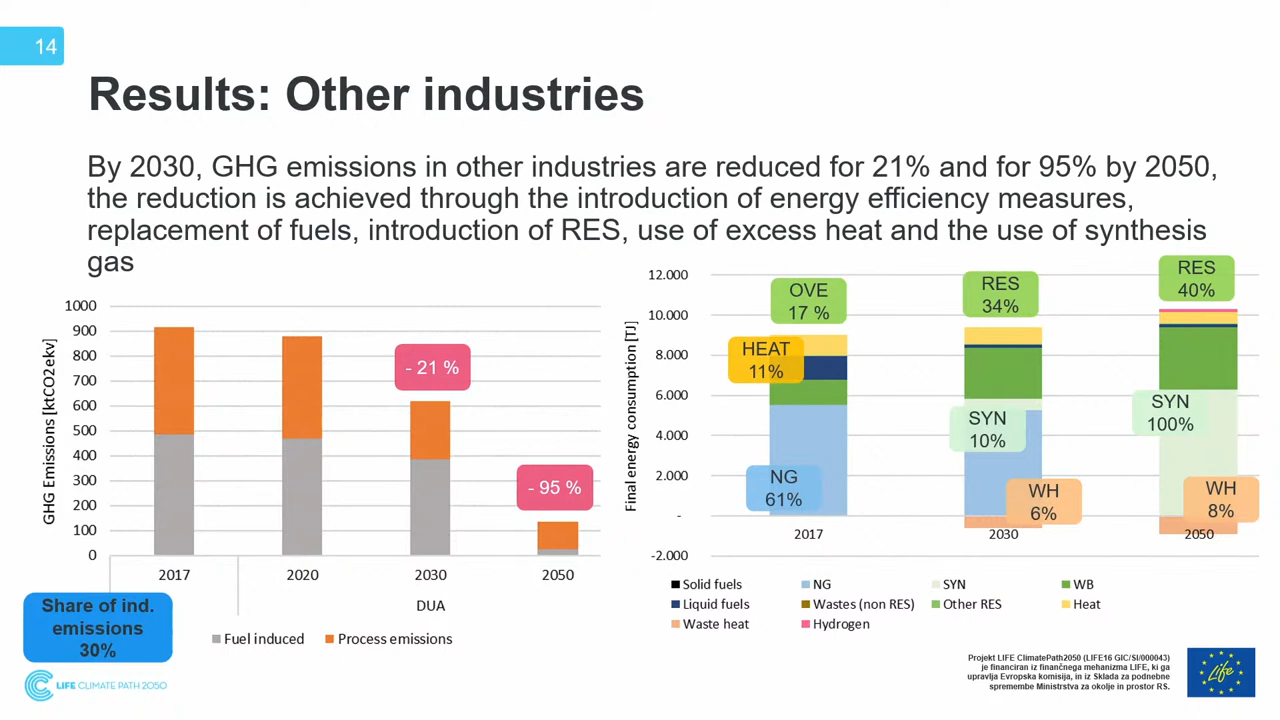 14
Results: Other industries
By 2030, GHG emissions in other industries are reduced for 21% and for 95% by 2050,
the reduction is achieved through the introduction of energy efficiency measures,
replacement of fuels, introduction of RES, use of excess heat and the use of synthesis
gas
GHG Emissions [ktCO2ekv]
1000
900
800
700
600
500
400
300
200
100
0
- 21 %
- 95 %
2017
2020
2030
2050
DUA
Fuel induced
Process emissions
Share of ind.
emissions
30%
Final energy consumption [TJ]
12.000
10.000
8.000
6.000
4.000
2.000
-
-2.000
OVE
17 %
HEAT
11%
NG
61%
RES
34%
SYN
10%
WH
6%
RES
40%
SYN
100%
WH
8%
2017
2030
2050
Solid fuels
NG
SYN
WB
Liquid fuels
Wastes (non RES)
Other RES
Heat
Waste heat
Hydrogen
LIFE CLIMATE PATH 2050
Projekt LIFE ClimatePath2050 (LIFE16 GIC/SI/000043)
je financiran iz finančnega mehanizma LIFE, ki ga
upravlja Evropska komisija, in iz Sklada za podnebne
spremembe Ministrstva za okolje in prostor RS.
Life